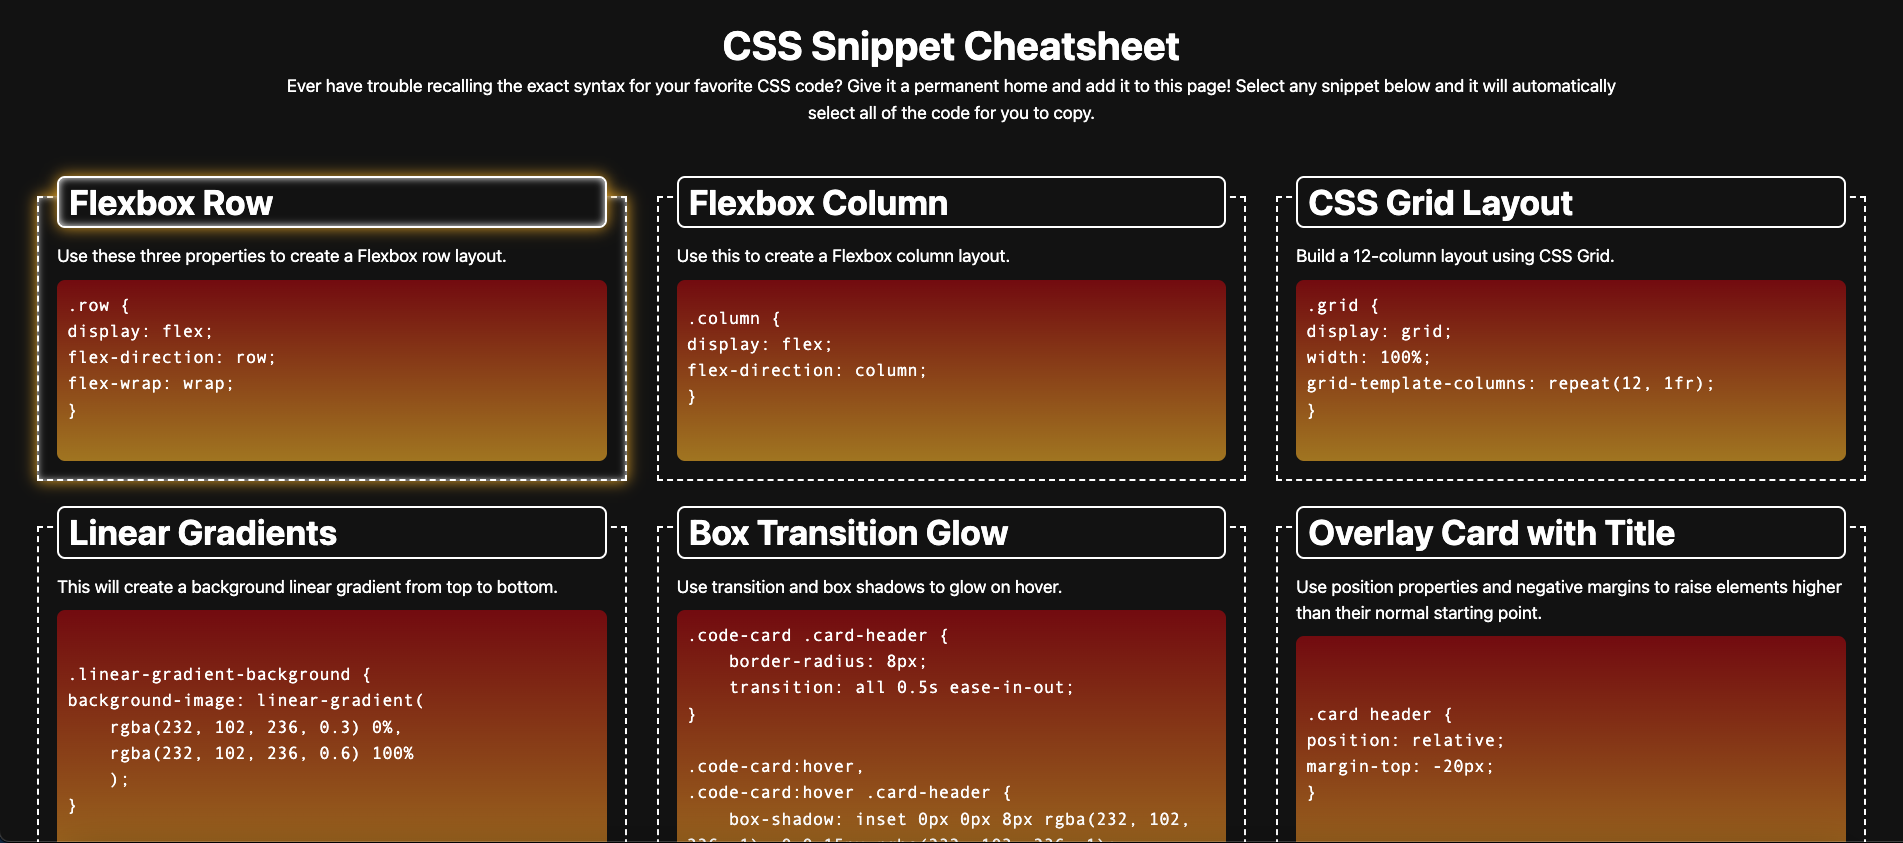 CSS Snippet Cheatsheet
Ever have trouble recalling the exact syntax for your favorite CSS code? Give it a permanent home and add it to this page! Select any snippet below and it will automatically
select all of the code for you to copy.
Flexbox Row
Use these three properties to create a Flexbox row layout.
.row {
display: flex;
flex-direction: row;
flex-wrap: wrap;
}
Flexbox Column
Use this to create a Flexbox column layout.
.column {
display: flex;
flex-direction: column;
}
CSS Grid Layout
Build a 12-column layout using CSS Grid.
.grid {
display: grid;
width: 100%;
grid-template-columns: repeat(12, 1fr);
}
Linear Gradients
This will create a background linear gradient from top to bottom.
.linear-gradient-background {
background-image: linear-gradient(
    rgba(232, 102, 236, 0.3) 0%,
    rgba(232, 102, 236, 0.6) 100%
    );
}
Box Transition Glow
Use transition and box shadows to glow on hover.
.code-card .card-header {
    border-radius: 8px;
    transition: all 0.5s ease-in-out;
}
.code-card:hover,
.code-card:hover .card-header {
    box-shadow: inset 0px 0px 8px rgba(232, 102,
Overlay Card with Title
Use position properties and negative margins to raise elements higher
than their normal starting point.
.card header {
position: relative;
margin-top: -20px;
}